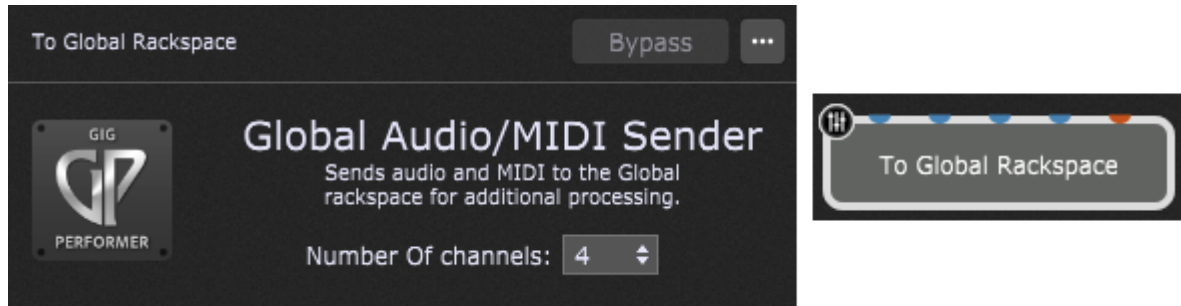 To Global Rackspace
Bypass
...
GIG
GP
PERFORMER
Global Audio/MIDI Sender
Sends audio and MIDI to the Global
rackspace for additional processing.
Number Of channels: 4
To Global Rackspace